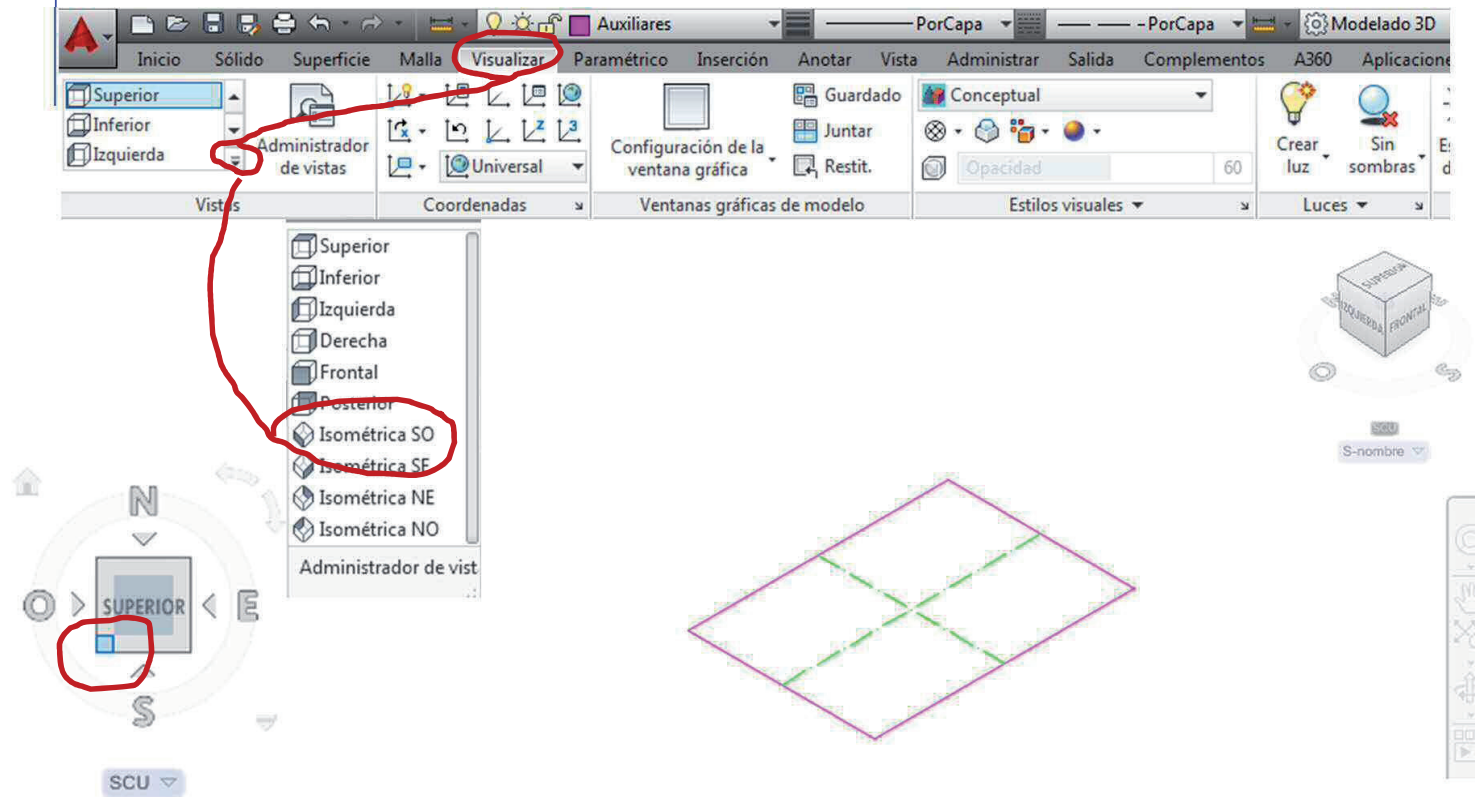 Auxiliares PorCapa PorCapa Modelado 3D
Inicio Sólido Superficie Malla Visualizar Paramétrico Inserción Anotar Vista Administrar Salida Complementos A360 Aplicacione
Superior
Inferior
Izquierda
Administrador
de vistas
Universal
Configuración de la
ventana gráfica
Guardado
Juntar
Restit.
Conceptual
Opacidad 60
Crear
luz
Sin
sombras
Vistas Coordenadas Ventanas gráficas de modelo Estilos visuales Luces
Superior
Inferior
Izquierda
Derecha
Frontal
Posterior
Isométrica SO
Isométrica SE
Isométrica NE
Isométrica NO
Administrador de vist
N
O SUPERIOR E
S
SCU
SUPERIOR
IZQUIERDA FRONTAL
O S
SCU
S-nombre